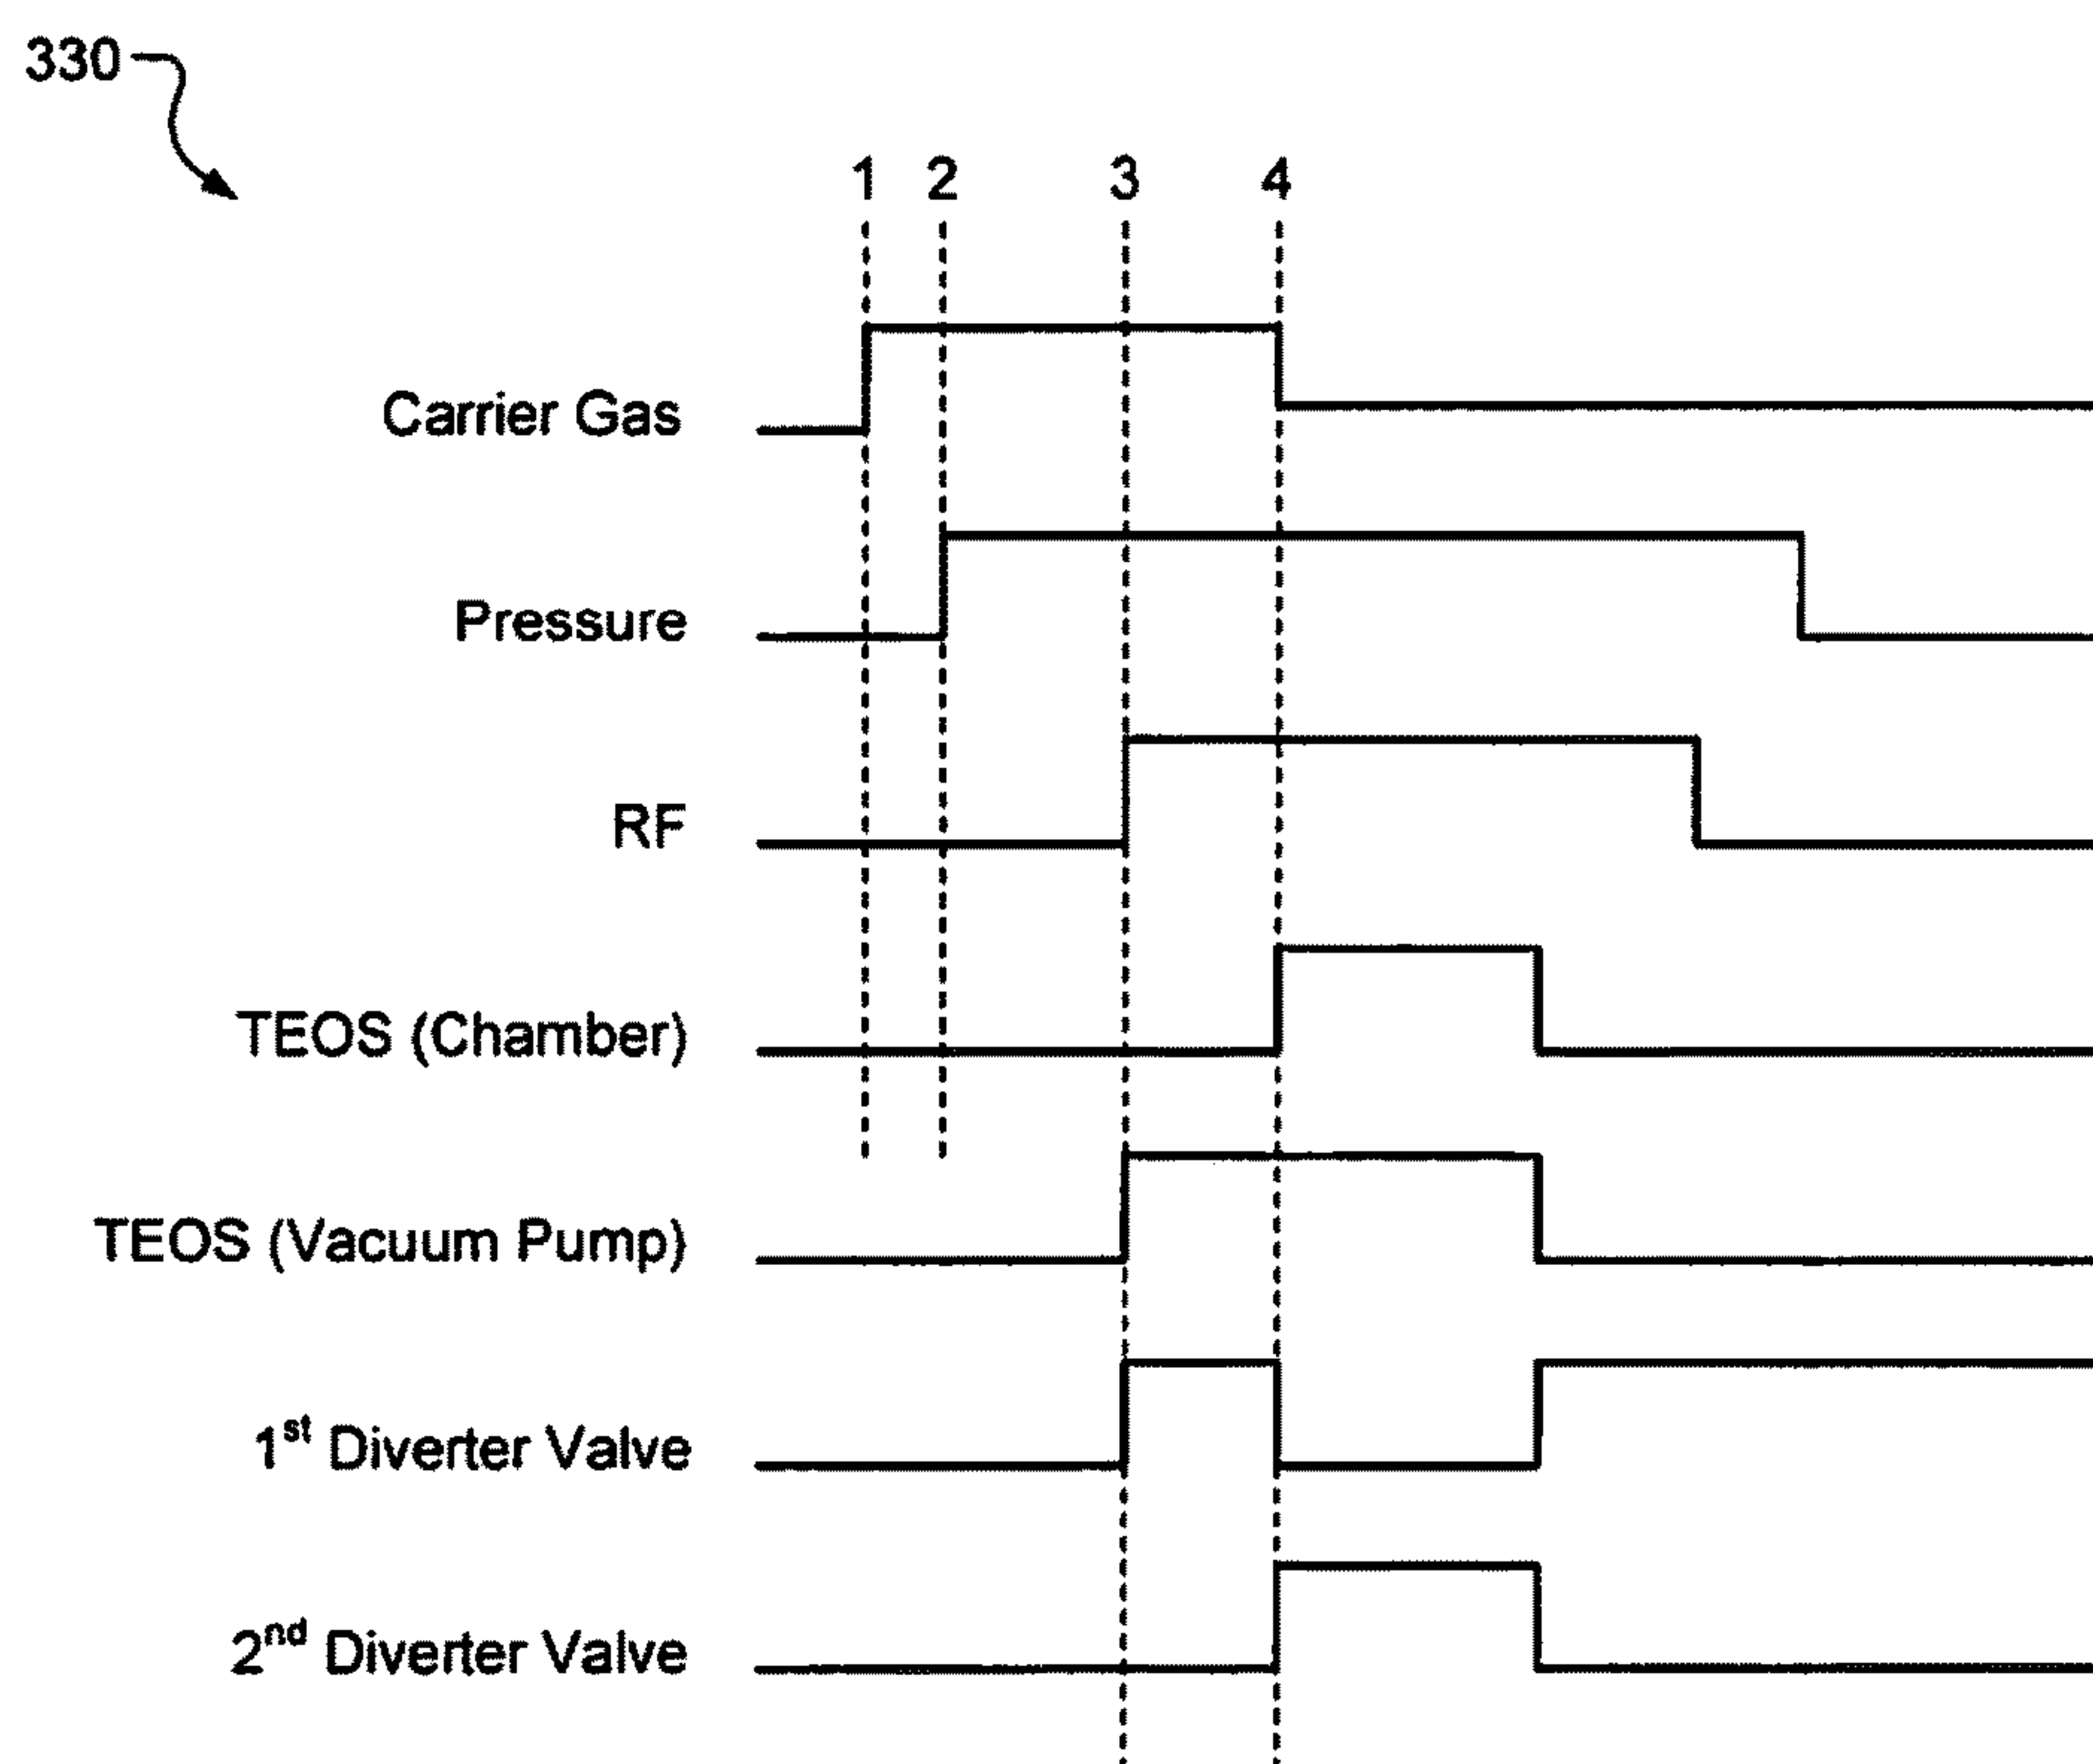 330
1 2 3 4
Carrier Gas
Pressure
RF
TEOS (Chamber)
TEOS (Vacuum Pump)
1st Diverter Valve
2nd Diverter Valve